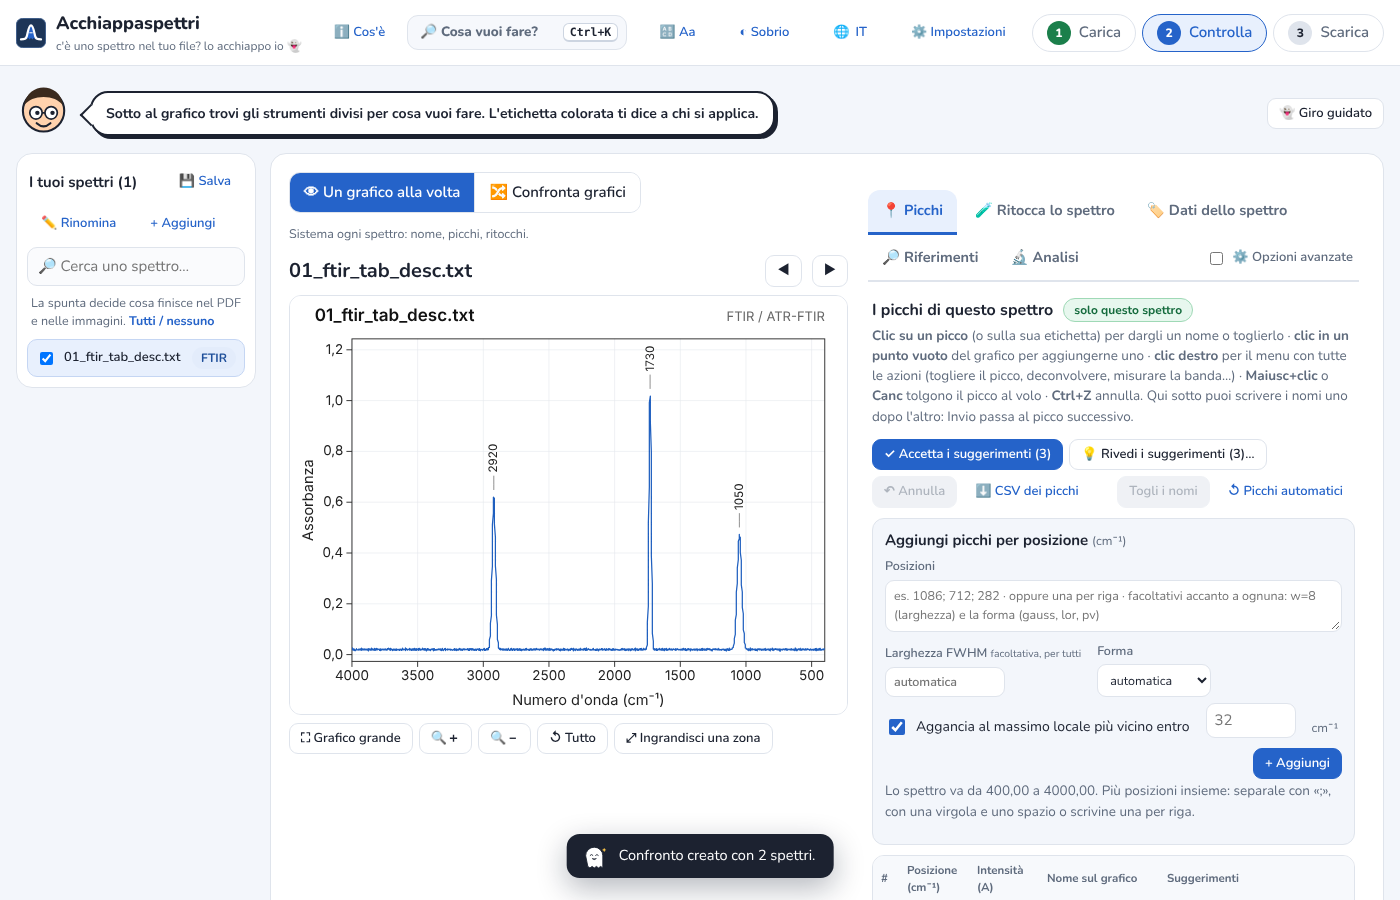 Acchiappaspettri
c'è uno spettro nel tuo file? lo acchiappo io 👻
ℹ️ Cos'è
🔎 Cosa vuoi fare? Ctrl+K
🔠 Aa
Sobrio
🌐 IT
⚙️ Impostazioni
1 Carica
2 Controlla
3 Scarica
Sotto al grafico trovi gli strumenti divisi per cosa vuoi fare. L'etichetta colorata ti dice a chi si applica.
👻 Giro guidato
I tuoi spettri (1)
💾 Salva
✏️ Rinomina
+ Aggiungi
🔎 Cerca uno spettro...
La spunta decide cosa finisce nel PDF
e nelle immagini. Tutti / nessuno
01_ftir_tab_desc.txt FTIR
👁 Un grafico alla volta
🔀 Confronta grafici
Sistema ogni spettro: nome, picchi, ritocchi.
01_ftir_tab_desc.txt
◀ ▶
01_ftir_tab_desc.txt
FTIR / ATR-FTIR
1,2
1,0
0,8
0,6
0,4
0,2
0,0
Assorbanza
2920
1730
1050
4000 3500 3000 2500 2000 1500 1000 500
Numero d'onda (cm⁻¹)
⛶ Grafico grande
🔍 +
🔍 −
↺ Tutto
⤢ Ingrandisci una zona
📍 Picchi
🧪 Ritocca lo spettro
🏷️ Dati dello spettro
🔎 Riferimenti
🔬 Analisi
⚙️ Opzioni avanzate
I picchi di questo spettro solo questo spettro
Clic su un picco (o sulla sua etichetta) per dargli un nome o toglierlo · clic in un
punto vuoto del grafico per aggiungerne uno · clic destro per il menu con tutte
le azioni (togliere il picco, deconvolvere, misurare la banda...) · Maiusc+clic o
Canc tolgono il picco al volo · Ctrl+Z annulla. Qui sotto puoi scrivere i nomi uno
dopo l'altro: Invio passa al picco successivo.
✓ Accetta i suggerimenti (3)
💡 Rivedi i suggerimenti (3)...
↶ Annulla
⬇️ CSV dei picchi
Togli i nomi
↺ Picchi automatici
Aggiungi picchi per posizione (cm⁻¹)
Posizioni
es. 1086; 712; 282 · oppure una per riga · facoltativi accanto a ognuna: w=8
(larghezza) e la forma (gauss, lor, pv)
Larghezza FWHM facoltativa, per tutti
Forma
automatica
automatica
Aggancia al massimo locale più vicino entro 32 cm⁻¹
+ Aggiungi
Lo spettro va da 400,00 a 4000,00. Più posizioni insieme: separale con «;»,
con una virgola e uno spazio o scrivine una per riga.
# Posizione (cm⁻¹) Intensità (A) Nome sul grafico Suggerimenti
Confronto creato con 2 spettri.